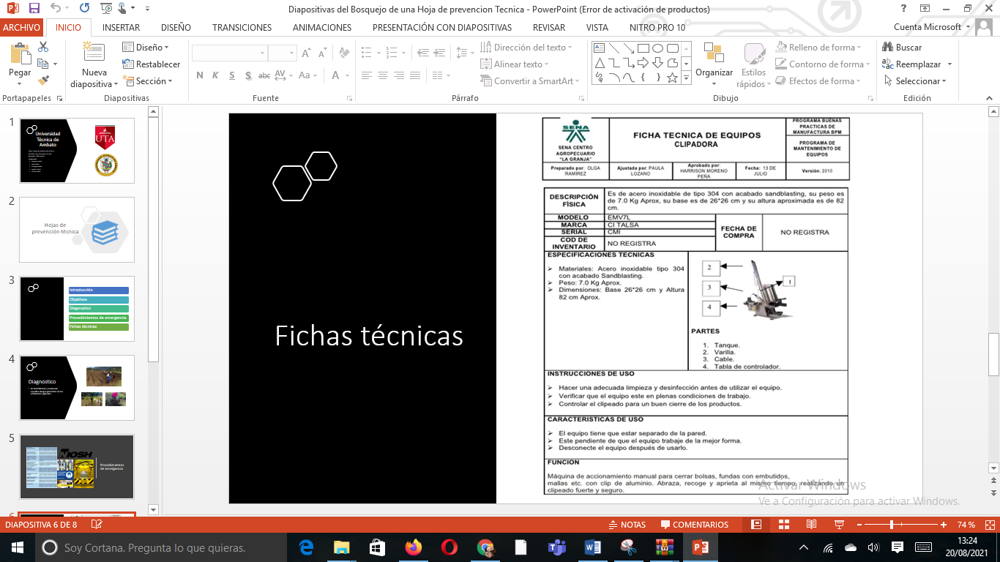 Diapositivas del Bosquejo de una Hoja de prevencion Tecnica - PowerPoint (Error de activación de productos)
ARCHIVO INICIO INSERTAR DISEÑO TRANSICIONES ANIMACIONES PRESENTACIÓN CON DIAPOSITIVAS REVISAR VISTA NITRO PRO 10 Cuenta Microsoft
Pegar
Nueva diapositiva
Diseño
Restablecer
Sección
N K S S abc AV Aa A
Dirección del texto
Alinear texto
Convertir a SmartArt
Organizar
Estilos rápidos
Relleno de forma
Contorno de forma
Efectos de forma
Buscar
Reemplazar
Seleccionar
Portapapeles Diapositivas Fuente Párrafo Dibujo Edición
1
Universidad
Técnica de
Ambato
UTA
2
Hojas de
prevención técnica
3
Introducción
Objetivos
Diagnostico
Procedimientos de emergencia
Fichas técnicas
4
Diagnostico
5
NIOSH
Procedimientos
de emergencia
6
Fichas técnicas
SENA
SENA CENTRO
AGROPECUARIO
"LA GRANJA"
FICHA TECNICA DE EQUIPOS
CLIPADORA
PROGRAMA BUENAS
PRACTICAS DE
MANUFACTURA BPM
PROGRAMA DE
MANTENIMIENTO DE
EQUIPOS
Preparado por: OLGA
RAMIREZ
Ajustada por: PAULA
LOZANO
Aprobado por:
HARRISON MORENO
PEÑA
Fecha: 13 DE
JULIO
Versión: 2010
DESCRIPCIÓN
FÍSICA
Es de acero inoxidable de tipo 304 con acabado sandblasting, su peso es
de 7.0 Kg Aprox, su base es de 26*26 cm y su altura aproximada es de 82
cm.
MODELO EMV7L
MARCA CI TALSA
SERIAL CMI
COD DE
INVENTARIO
NO REGISTRA
FECHA DE
COMPRA
NO REGISTRA
ESPECIFICACIONES TECNICAS
Materiales: Acero inoxidable tipo 304
con acabado Sandblasting.
Peso: 7.0 Kg Aprox.
Dimensiones: Base 26*26 cm y Altura
82 cm Aprox.
2
1
3
4
PARTES
1. Tanque.
2. Varilla.
3. Cable.
4. Tabla de controlador.
INSTRUCCIONES DE USO
Hacer una adecuada limpieza y desinfección antes de utilizar el equipo.
Verificar que el equipo este en plenas condiciones de trabajo.
Controlar el clipeado para un buen cierre de los productos.
CARACTERISTICAS DE USO
El equipo tiene que estar separado de la pared.
Este pendiente de que el equipo trabaje de la mejor forma.
Desconecte el equipo después de usarlo.
FUNCION
Máquina de accionamiento manual para cerrar bolsas, fundas con embutidos,
mallas etc. con clip de aluminio. Abraza, recoge y aprieta al mismo tiempo, realizando un
clipeado fuerte y seguro.
Activar Windows
Ve a Configuración para activar Windows.
DIAPOSITIVA 6 DE 8 NOTAS COMENTARIOS 74 %
Soy Cortana. Pregunta lo que quieras.
13:24
20/08/2021